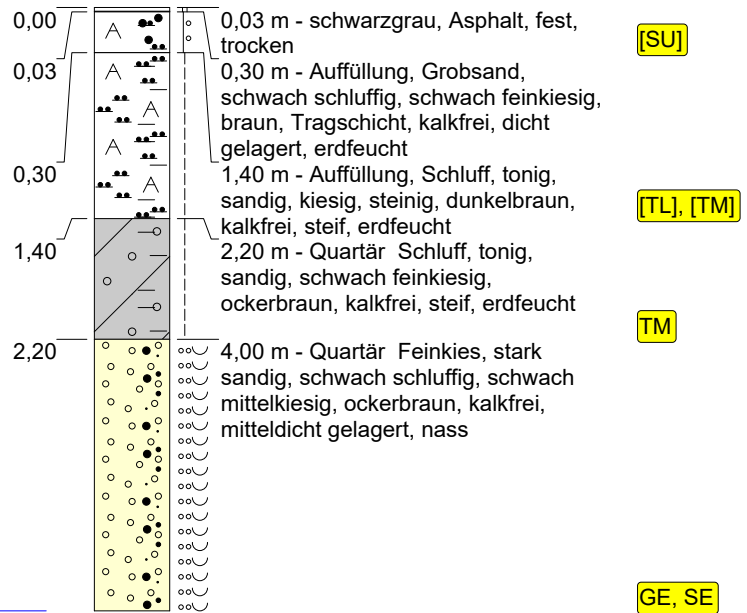 0,00
0,03 m - schwarzgrau, Asphalt, fest,
trocken
[SU]
0,03
0,30 m - Auffüllung, Grobsand,
schwach schluffig, schwach feinkiesig,
braun, Tragschicht, kalkfrei, dicht
gelagert, erdfeucht
0,30
1,40 m - Auffüllung, Schluff, tonig,
sandig, kiesig, steinig, dunkelbraun,
kalkfrei, steif, erdfeucht
[TL], [TM]
1,40
2,20 m - Quartär Schluff, tonig,
sandig, schwach feinkiesig,
ockerbraun, kalkfrei, steif, erdfeucht
TM
2,20
4,00 m - Quartär Feinkies, stark
sandig, schwach schluffig, schwach
mittelkiesig, ockerbraun, kalkfrei,
mitteldicht gelagert, nass
GE, SE